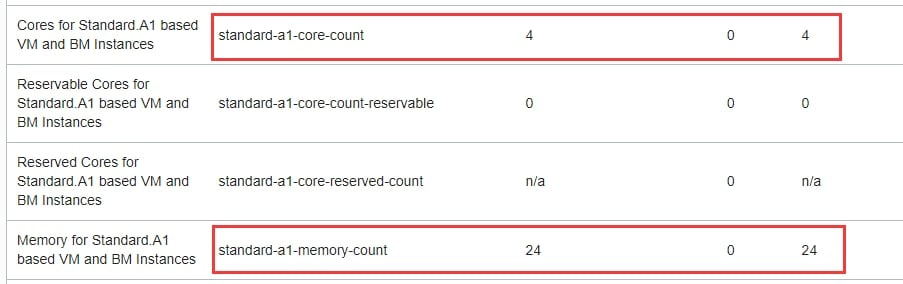 Cores for Standard.A1 based
VM and BM Instances
standard-a1-core-count 4 0 4
Reservable Cores for
Standard.A1 based VM and
BM Instances
standard-a1-core-count-reservable 0 0 0
Reserved Cores for
Standard.A1 based VM and
BM Instances
standard-a1-core-reserved-count n/a 0 n/a
Memory for Standard.A1
based VM and BM Instances
standard-a1-memory-count 24 0 24